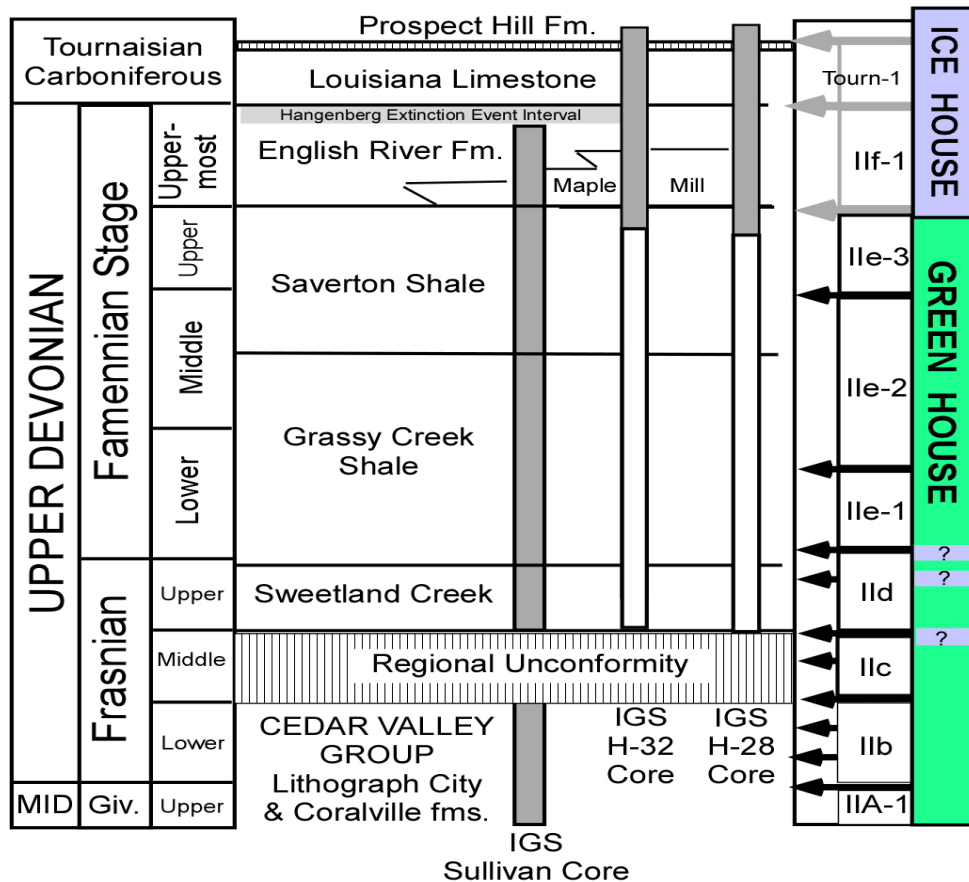 Prospect Hill Fm.
Tournaisian
Carboniferous
Louisiana Limestone
Tourn-1
ICE HOUSE
Hangenberg Extinction Event Interval
UPPER DEVONIAN
Famennian Stage
Upper-
most
English River Fm.
Maple
Mill
IIf-1
Upper
Saverton Shale
IIe-3
GREEN HOUSE
Middle
IIe-2
Grassy Creek
Shale
Lower
IIe-1
?
?
Frasnian
Upper
Sweetland Creek
IId
?
Middle
Regional Unconformity
IIc
Lower
CEDAR VALLEY
GROUP
Lithograph City
& Coralville fms.
IGS
H-32
Core
IGS
H-28
Core
IIb
MID
Giv.
Upper
IIA-1
IGS
Sullivan Core